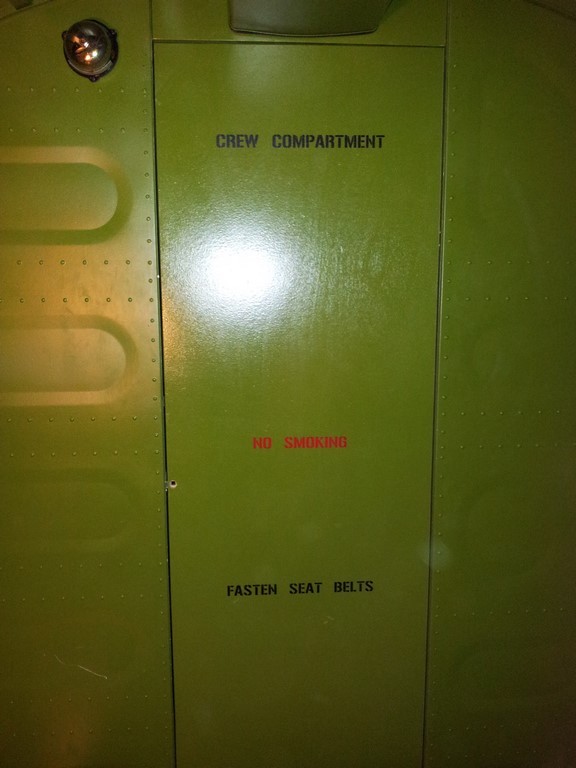 CREW COMPARTMENT
NO SMOKING
FASTEN SEAT BELTS